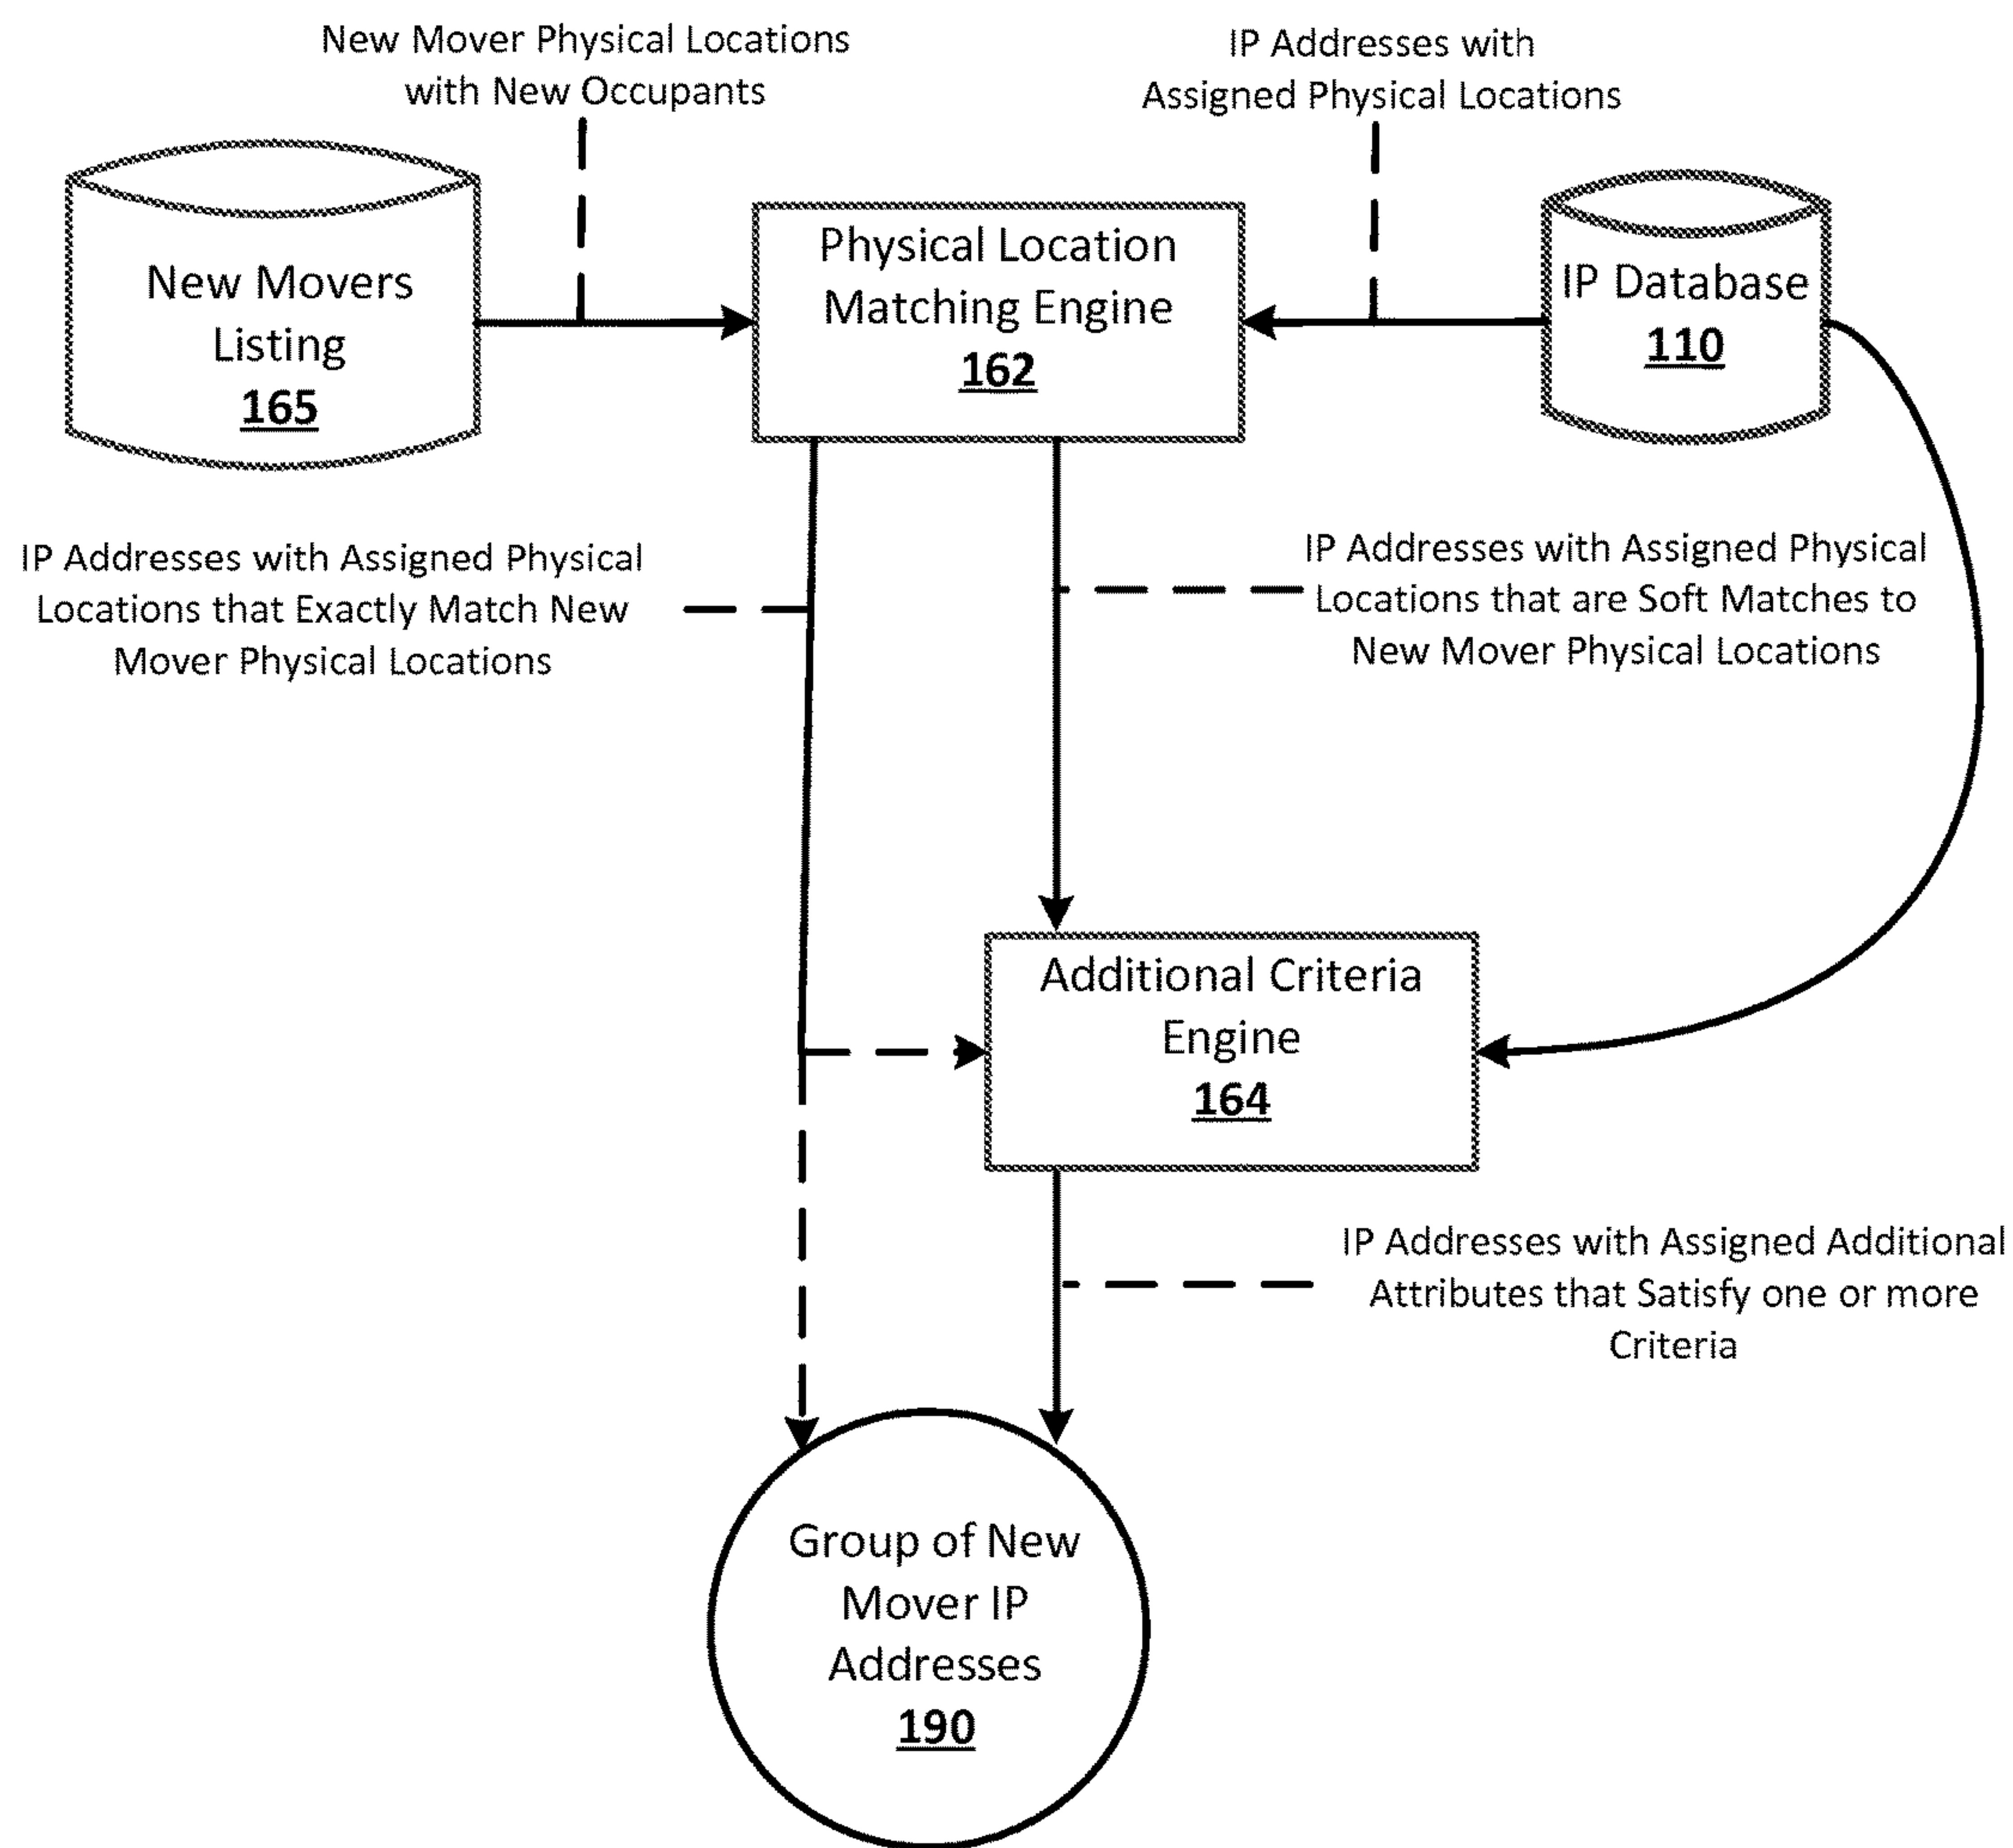 New Mover Physical Locations
with New Occupants
IP Addresses with
Assigned Physical Locations
New Movers
Listing
165
Physical Location
Matching Engine
162
IP Database
110
IP Addresses with Assigned Physical
Locations that Exactly Match New
Mover Physical Locations
IP Addresses with Assigned Physical
Locations that are Soft Matches to
New Mover Physical Locations
Additional Criteria
Engine
164
IP Addresses with Assigned Additional
Attributes that Satisfy one or more
Criteria
Group of New
Mover IP
Addresses
190